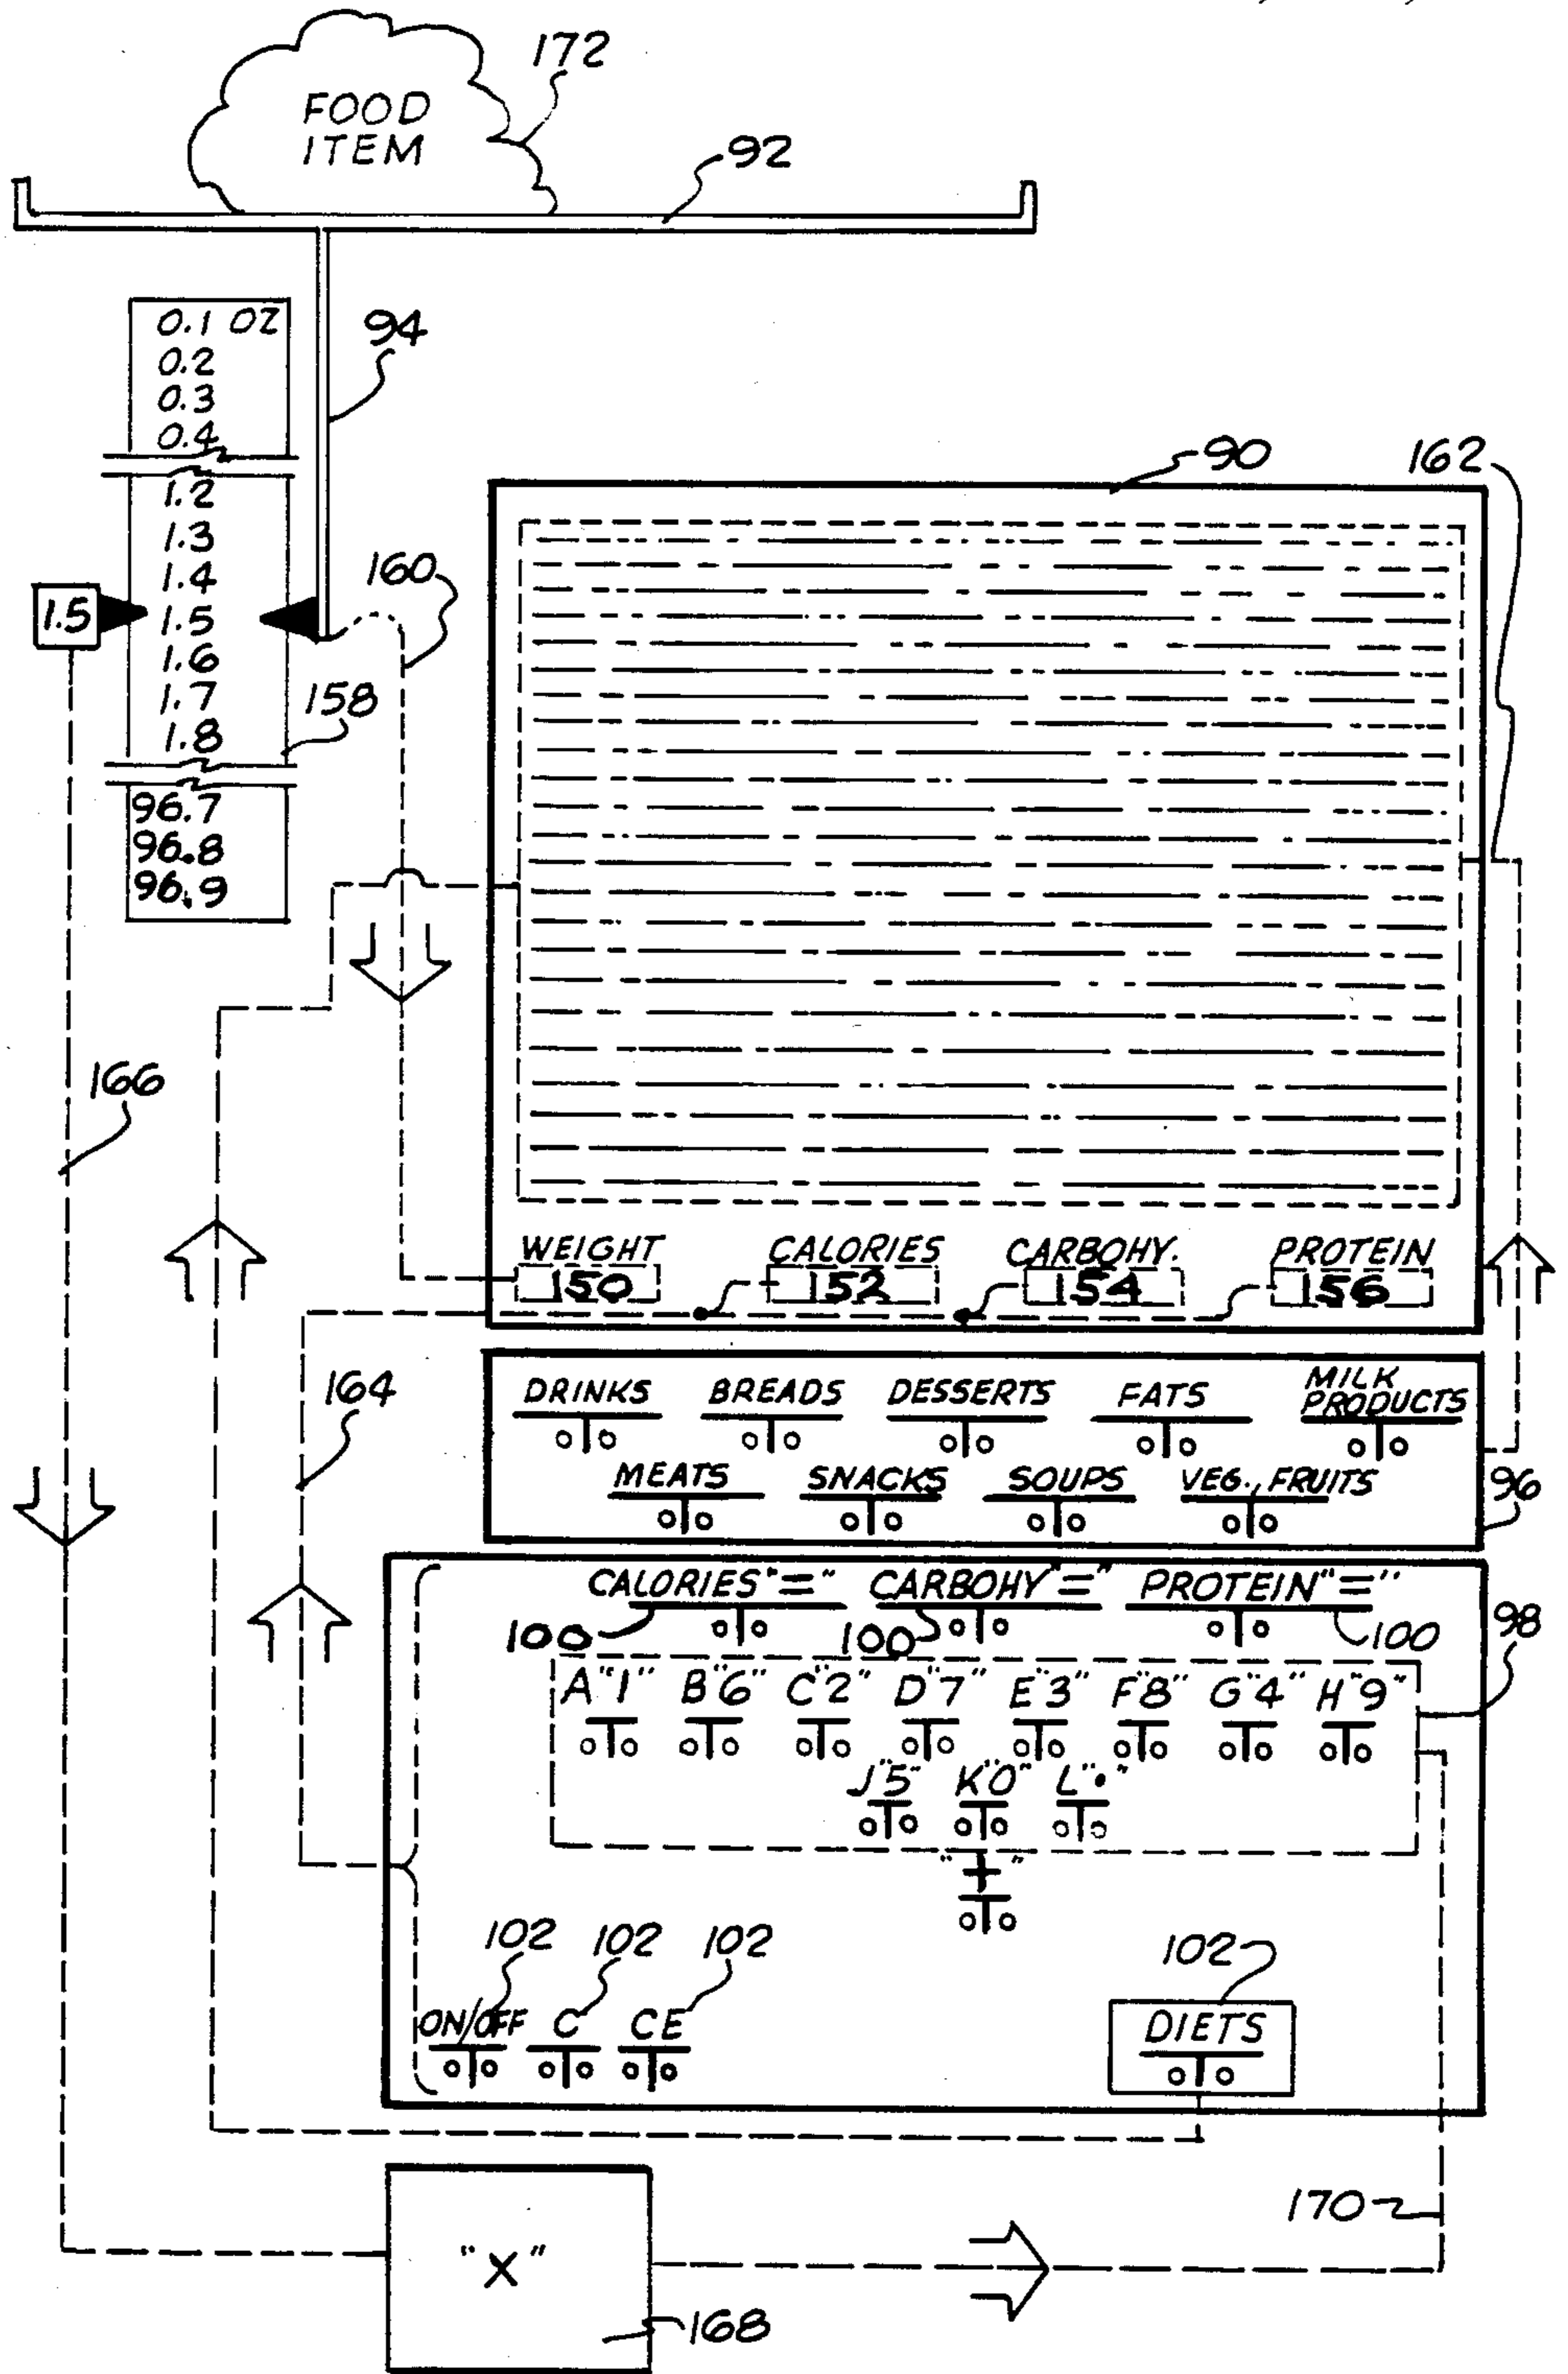 172
FOOD
ITEM
92
0.1 OZ
0.2
0.3
0.4
94
1.2
1.3
1.4
1.5
1.5
1.6
1.7
1.8
158
96.7
96.8
96.9
160
90
162
166
WEIGHT CALORIES CARBOHY. PROTEIN
150 152 154 156
164
DRINKS BREADS DESSERTS FATS MILK
PRODUCTS
MEATS SNACKS SOUPS VEG., FRUITS
96
CALORIES "=" CARBOHY "=" PROTEIN "="
100 100 100
98
A "1" B "6" C "2" D "7" E "3" F "8" G "4" H "9"
J "5" K "0" L "•"
"+"
102 102 102 102
ON/OFF C CE DIETS
170
"X"
168